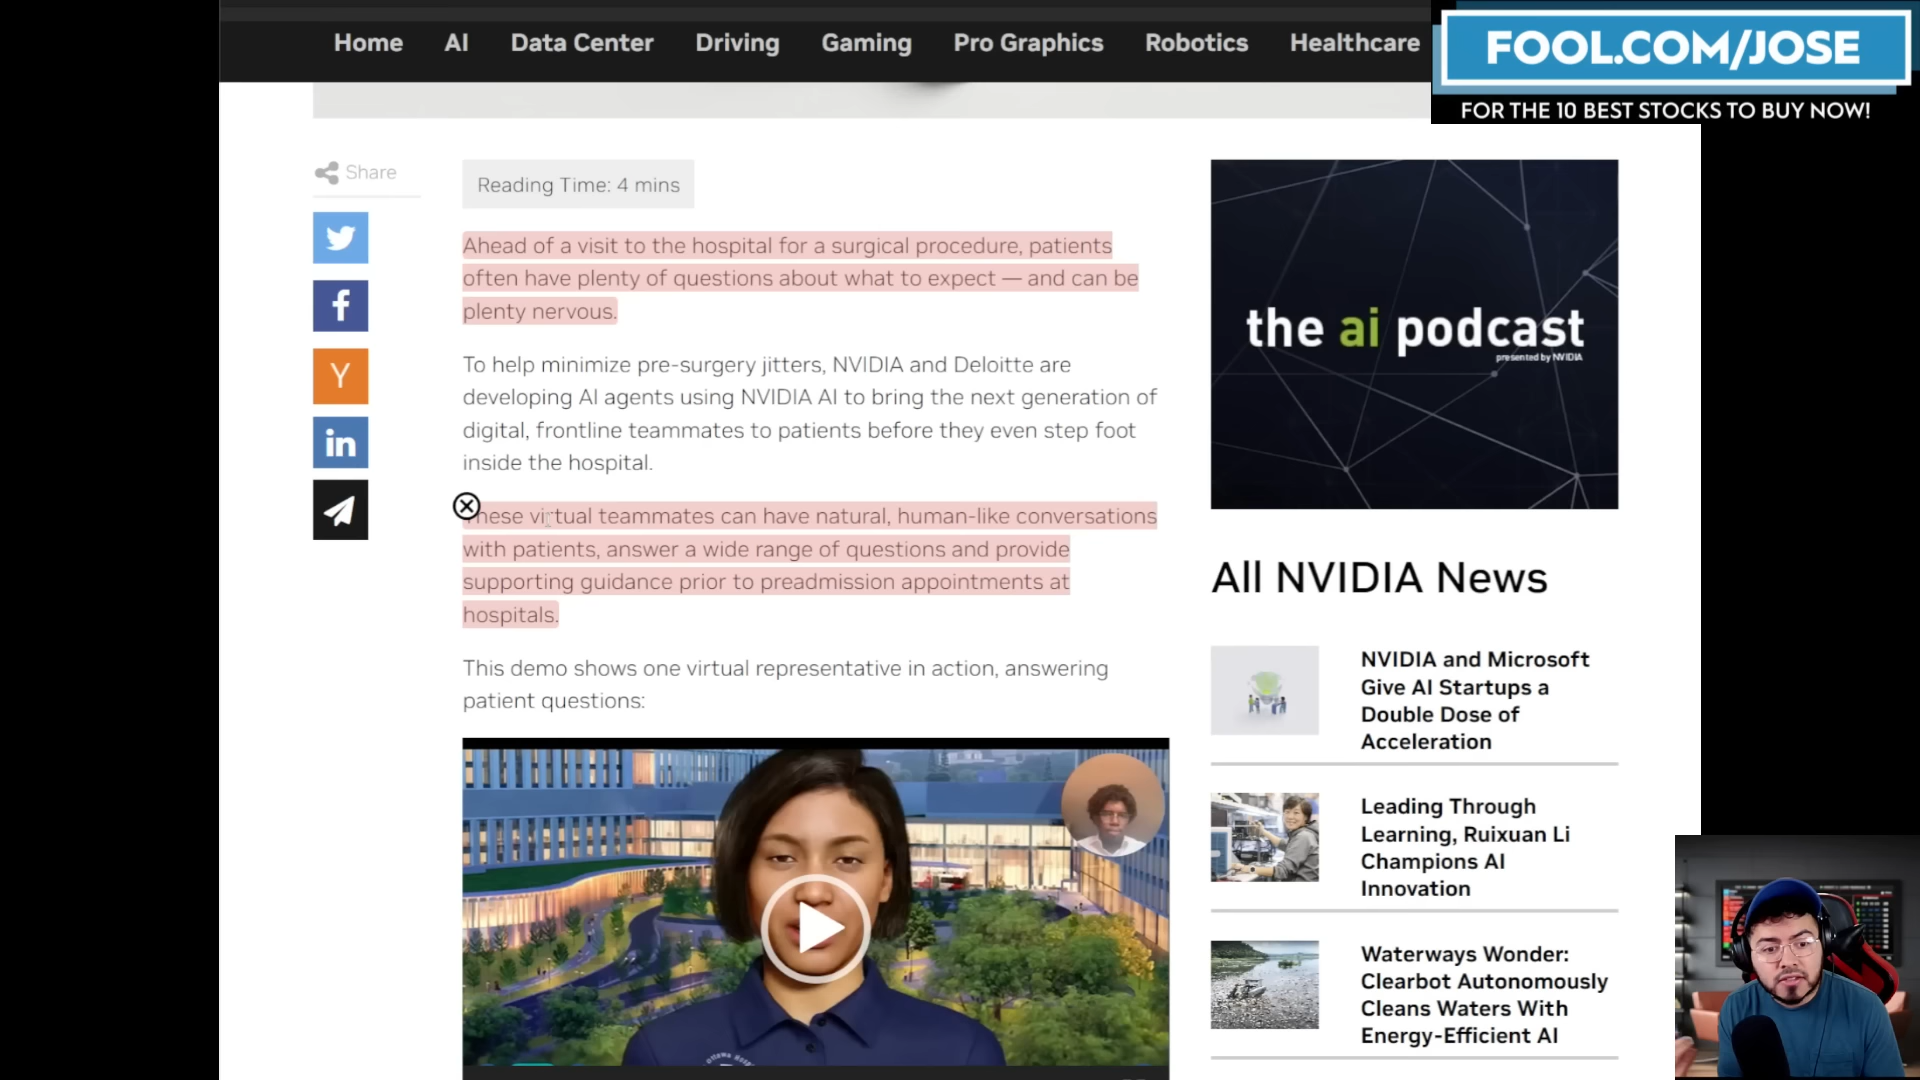 Home AI Data Center Driving Gaming Pro Graphics Robotics Healthcare
FOOL.COM/JOSE
FOR THE 10 BEST STOCKS TO BUY NOW!
Share
Reading Time: 4 mins
Ahead of a visit to the hospital for a surgical procedure, patients
often have plenty of questions about what to expect — and can be
plenty nervous.
To help minimize pre-surgery jitters, NVIDIA and Deloitte are
developing AI agents using NVIDIA AI to bring the next generation of
digital, frontline teammates to patients before they even step foot
inside the hospital.
These virtual teammates can have natural, human-like conversations
with patients, answer a wide range of questions and provide
supporting guidance prior to preadmission appointments at
hospitals.
This demo shows one virtual representative in action, answering
patient questions:
the ai podcast
presented by NVIDIA
All NVIDIA News
NVIDIA and Microsoft
Give AI Startups a
Double Dose of
Acceleration
Leading Through
Learning, Ruixuan Li
Champions AI
Innovation
Waterways Wonder:
Clearbot Autonomously
Cleans Waters With
Energy-Efficient AI